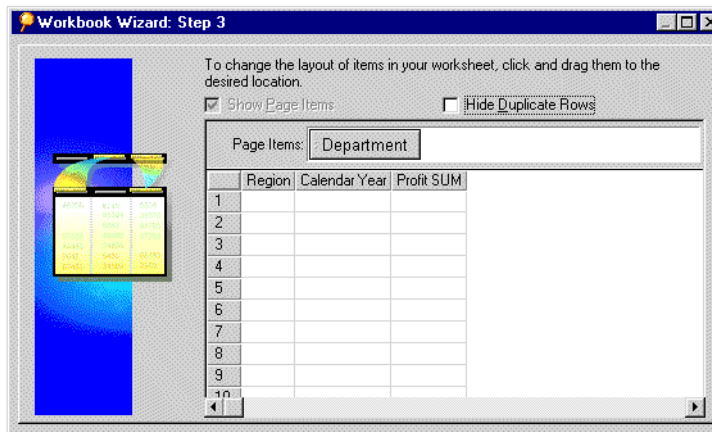 Workbook Wizard: Step 3
To change the layout of items in your worksheet, click and drag them to the
desired location.
Show Page Items Hide Duplicate Rows
Page Items: Department
Region Calendar Year Profit SUM
1
2
3
4
5
6
7
8
9
10